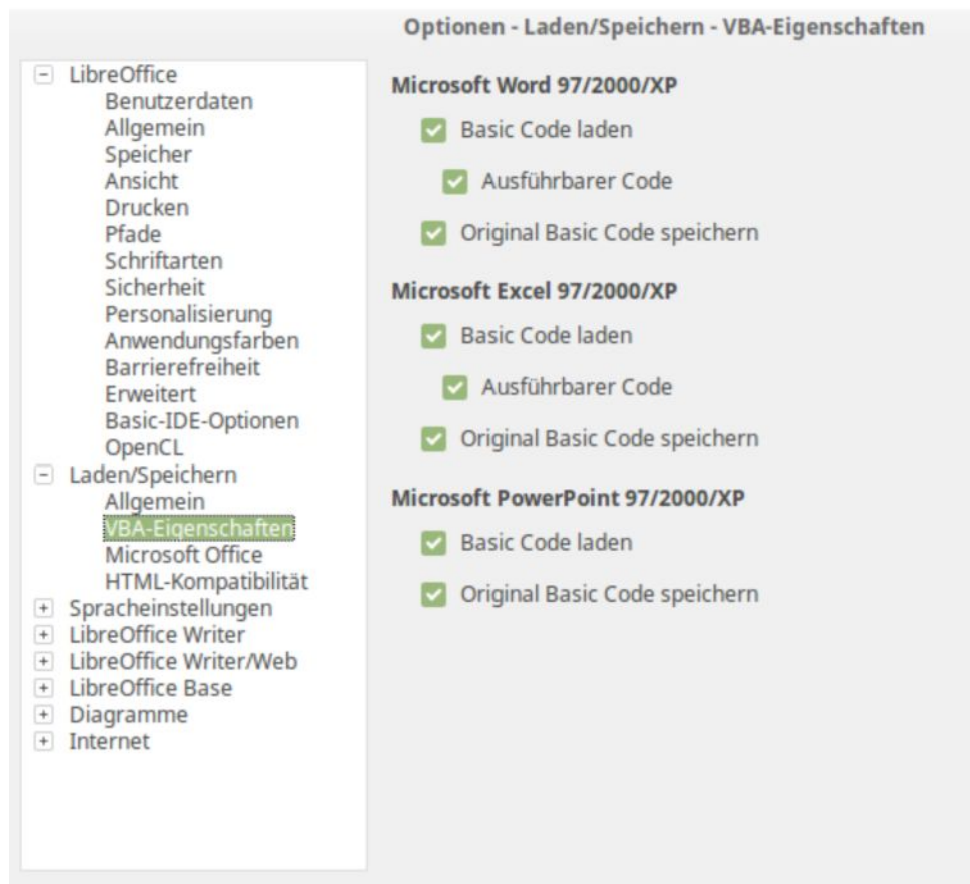 Optionen - Laden/Speichern - VBA-Eigenschaften
LibreOffice
Benutzerdaten
Allgemein
Speicher
Ansicht
Drucken
Pfade
Schriftarten
Sicherheit
Personalisierung
Anwendungsfarben
Barrierefreiheit
Erweitert
Basic-IDE-Optionen
OpenCL
Laden/Speichern
Allgemein
VBA-Eigenschaften
Microsoft Office
HTML-Kompatibilität
Spracheinstellungen
LibreOffice Writer
LibreOffice Writer/Web
LibreOffice Base
Diagramme
Internet
Microsoft Word 97/2000/XP
Basic Code laden
Ausführbarer Code
Original Basic Code speichern
Microsoft Excel 97/2000/XP
Basic Code laden
Ausführbarer Code
Original Basic Code speichern
Microsoft PowerPoint 97/2000/XP
Basic Code laden
Original Basic Code speichern